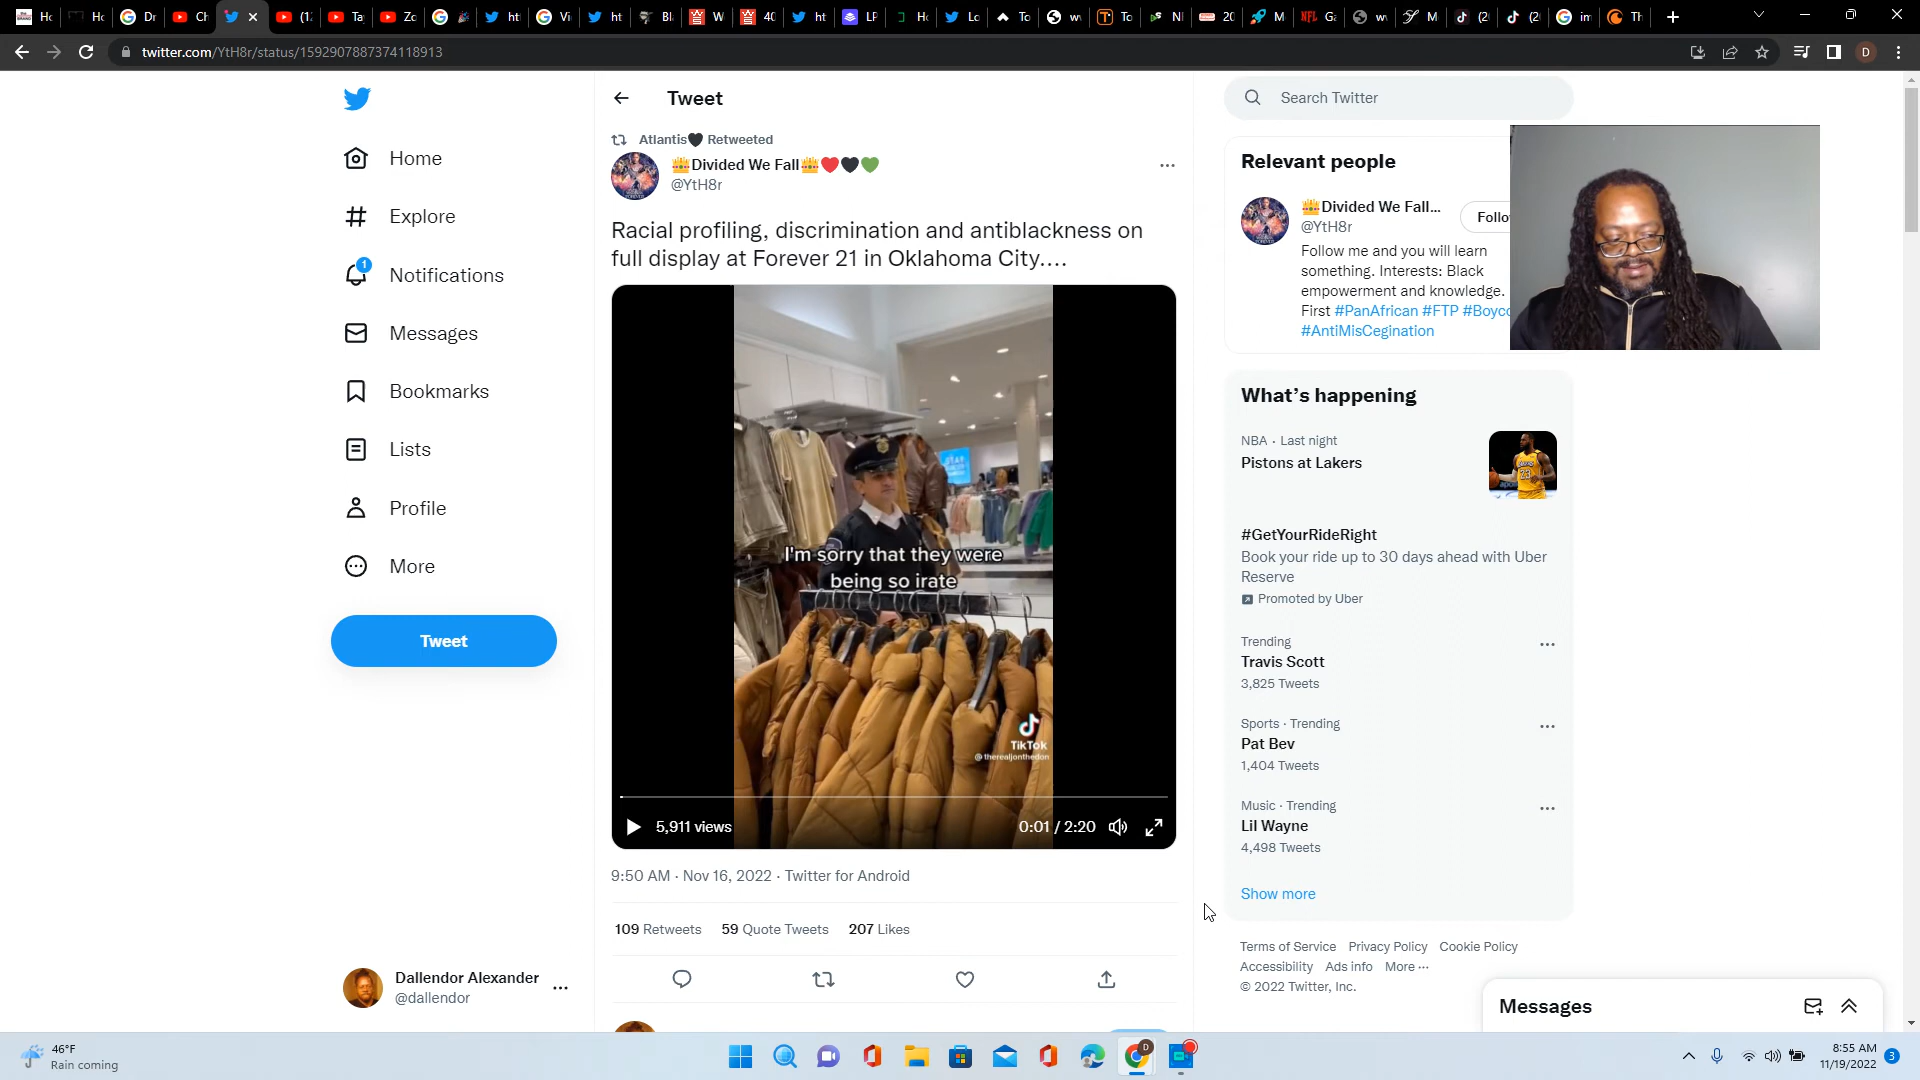 twitter.com/YtH8r/status/1592907887374118913
D
Home
Explore
1
Notifications
Messages
Bookmarks
Lists
Profile
More
Tweet
Dallendor Alexander
@dallendor
Tweet
Atlantis🖤 Retweeted
👑Divided We Fall👑❤️🖤💚
@YtH8r
Racial profiling, discrimination and antiblackness on
full display at Forever 21 in Oklahoma City....
I'm sorry that they were
being so irate
TikTok
@therealjonthedon
5,911 views
0:01 / 2:20
9:50 AM · Nov 16, 2022 · Twitter for Android
109 Retweets 59 Quote Tweets 207 Likes
Search Twitter
Relevant people
👑Divided We Fall...
@YtH8r
Follo
Follow me and you will learn
something. Interests: Black
empowerment and knowledge.
First #PanAfrican #FTP #Boyco
#AntiMisCegination
What's happening
NBA · Last night
Pistons at Lakers
#GetYourRideRight
Book your ride up to 30 days ahead with Uber
Reserve
Promoted by Uber
Trending
Travis Scott
3,825 Tweets
Sports · Trending
Pat Bev
1,404 Tweets
Music · Trending
Lil Wayne
4,498 Tweets
Show more
Terms of Service Privacy Policy Cookie Policy
Accessibility Ads info More ···
© 2022 Twitter, Inc.
Messages
46°F
Rain coming
8:55 AM
11/19/2022
3